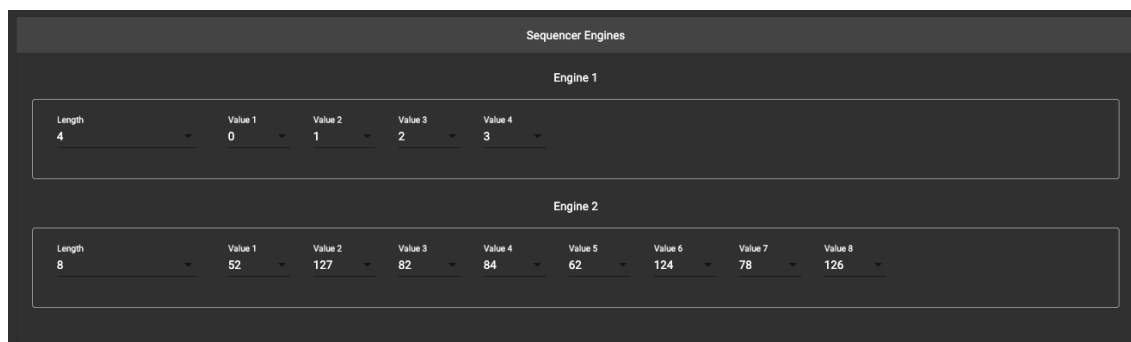 Sequencer Engines
Engine 1
Length Value 1 Value 2 Value 3 Value 4
4 0 1 2 3
Engine 2
Length Value 1 Value 2 Value 3 Value 4 Value 5 Value 6 Value 7 Value 8
8 52 127 82 84 62 124 78 126